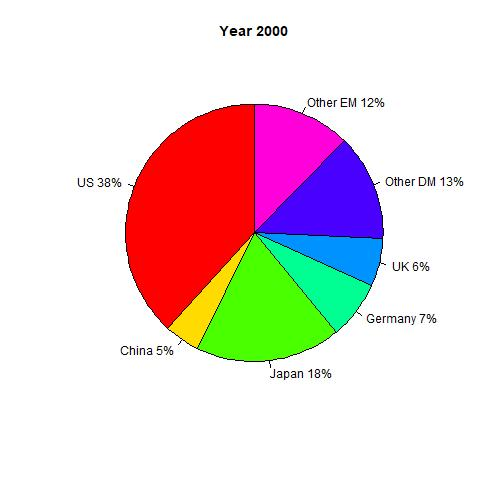 Year 2000
Other EM 12%
Other DM 13%
US 38%
UK 6%
Germany 7%
China 5%
Japan 18%